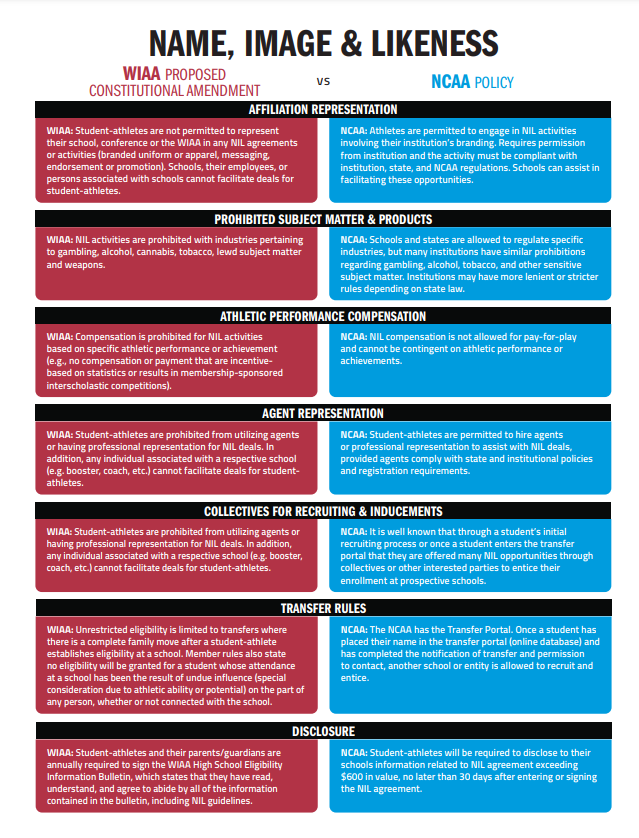 NAME, IMAGE & LIKENESS
WIAA PROPOSED
CONSTITUTIONAL AMENDMENT
VS
NCAA POLICY
AFFILIATION REPRESENTATION
WIAA: Student-athletes are not permitted to represent
their school, conference or the WIAA in any NIL agreements
or activities (branded uniform or apparel, messaging,
endorsement or promotion). Schools, their employees, or
persons associated with schools cannot facilitate deals for
student-athletes.
NCAA: Athletes are permitted to engage in NIL activities
involving their institution's branding. Requires permission
from institution and the activity must be compliant with
institution, state, and NCAA regulations. Schools can assist in
facilitating these opportunities.
PROHIBITED SUBJECT MATTER & PRODUCTS
WIAA: NIL activities are prohibited with industries pertaining
to gambling, alcohol, cannabis, tobacco, lewd subject matter
and weapons.
NCAA: Schools and states are allowed to regulate specific
industries, but many institutions have similar prohibitions
regarding gambling, alcohol, tobacco, and other sensitive
subject matter. Institutions may have more lenient or stricter
rules depending on state law.
ATHLETIC PERFORMANCE COMPENSATION
WIAA: Compensation is prohibited for NIL activities
based on specific athletic performance or achievement
(e.g., no compensation or payment that are incentive-
based on statistics or results in membership-sponsored
interscholastic competitions).
NCAA: NIL compensation is not allowed for pay-for-play
and cannot be contingent on athletic performance or
achievements.
AGENT REPRESENTATION
WIAA: Student-athletes are prohibited from utilizing agents
or having professional representation for NIL deals. In
addition, any individual associated with a respective school
(e.g. booster, coach, etc.) cannot facilitate deals for student-
athletes.
NCAA: Student-athletes are permitted to hire agents
or professional representation to assist with NIL deals,
provided agents comply with state and institutional policies
and registration requirements.
COLLECTIVES FOR RECRUITING & INDUCEMENTS
WIAA: Student-athletes are prohibited from utilizing agents or
having professional representation for NIL deals. In addition,
any individual associated with a respective school (e.g. booster,
coach, etc.) cannot facilitate deals for student-athletes.
NCAA: It is well known that through a student's initial
recruiting process or once a student enters the transfer
portal that they are offered many NIL opportunities through
collectives or other interested parties to entice their
enrollment at prospective schools.
TRANSFER RULES
WIAA: Unrestricted eligibility is limited to transfers where
there is a complete family move after a student-athlete
establishes eligibility at a school. Member rules also state
no eligibility will be granted for a student whose attendance
at a school has been the result of undue influence (special
consideration due to athletic ability or potential) on the part of
any person, whether or not connected with the school.
NCAA: The NCAA has the Transfer Portal. Once a student has
placed their name in the transfer portal (online database) and
has completed the notification of transfer and permission
to contact, another school or entity is allowed to recruit and
entice.
DISCLOSURE
WIAA: Student-athletes and their parents/guardians are
annually required to sign the WIAA High School Eligibility
Information Bulletin, which states that they have read,
understand, and agree to abide by all of the information
contained in the bulletin, including NIL guidelines.
NCAA: Student-athletes will be required to disclose to their
schools information related to NIL agreement exceeding
$600 in value, no later than 30 days after entering or signing
the NIL agreement.